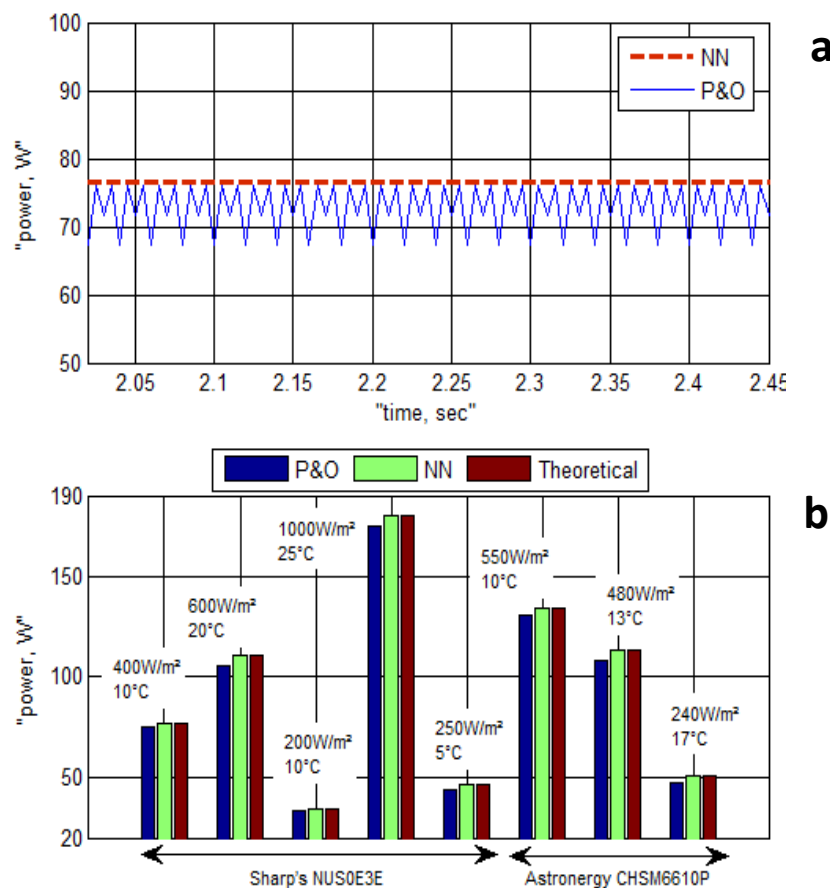 a
100
NN
P&O
90
80
70
60
50
"power, W"
2.05 2.1 2.15 2.2 2.25 2.3 2.35 2.4 2.45
"time, sec"
P&O NN Theoretical
b
190
150
100
50
20
"power, W"
400W/m²
10°C
600W/m²
20°C
200W/m²
10°C
1000W/m²
25°C
250W/m²
5°C
550W/m²
10°C
480W/m²
13°C
240W/m²
17°C
Sharp's NUS0E3E
Astronergy CHSM6610P